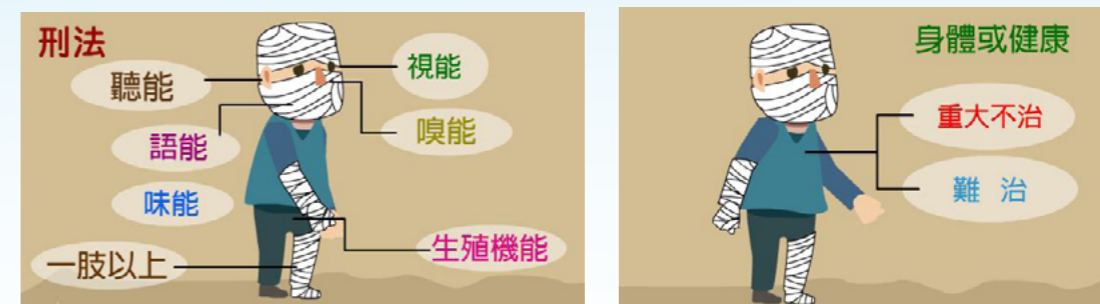 刑法
聽能
視能
語能
嗅能
味能
一肢以上
生殖機能
身體或健康
重大不治
難 治